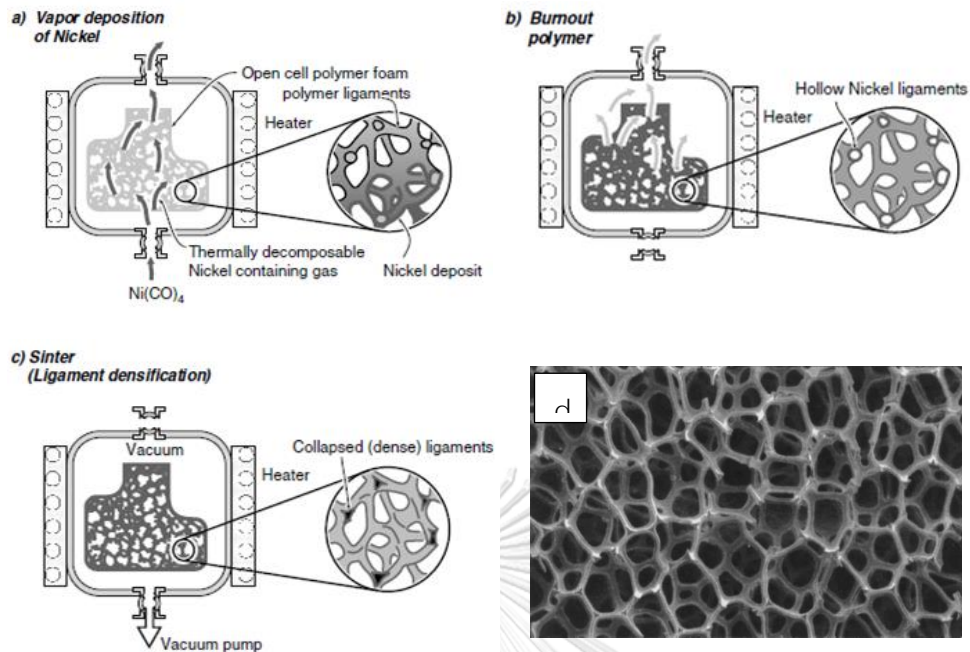 a) Vapor deposition
of Nickel
Open cell polymer foam
polymer ligaments
Heater
Thermally decomposable
Nickel containing gas
Nickel deposit
Ni(CO)4
b) Burnout
polymer
Hollow Nickel ligaments
Heater
c) Sinter
(Ligament densification)
Vacuum
Collapsed (dense) ligaments
Heater
Vacuum pump